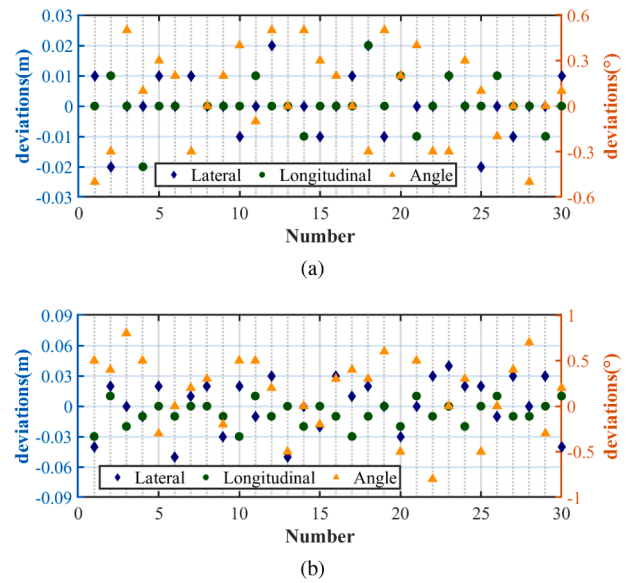 0.03 0.6
0.02
0.01 0.3
0 0
-0.01
-0.02 -0.3
-0.03 -0.6
deviations(m)
deviations(°)
Lateral Longitudinal Angle
0 5 10 15 20 25 30
Number
(a)
0.09 1
0.06
0.03 0.5
0 0
-0.03
-0.06 -0.5
-0.09 -1
deviations(m)
deviations(°)
Lateral Longitudinal Angle
0 5 10 15 20 25 30
Number
(b)